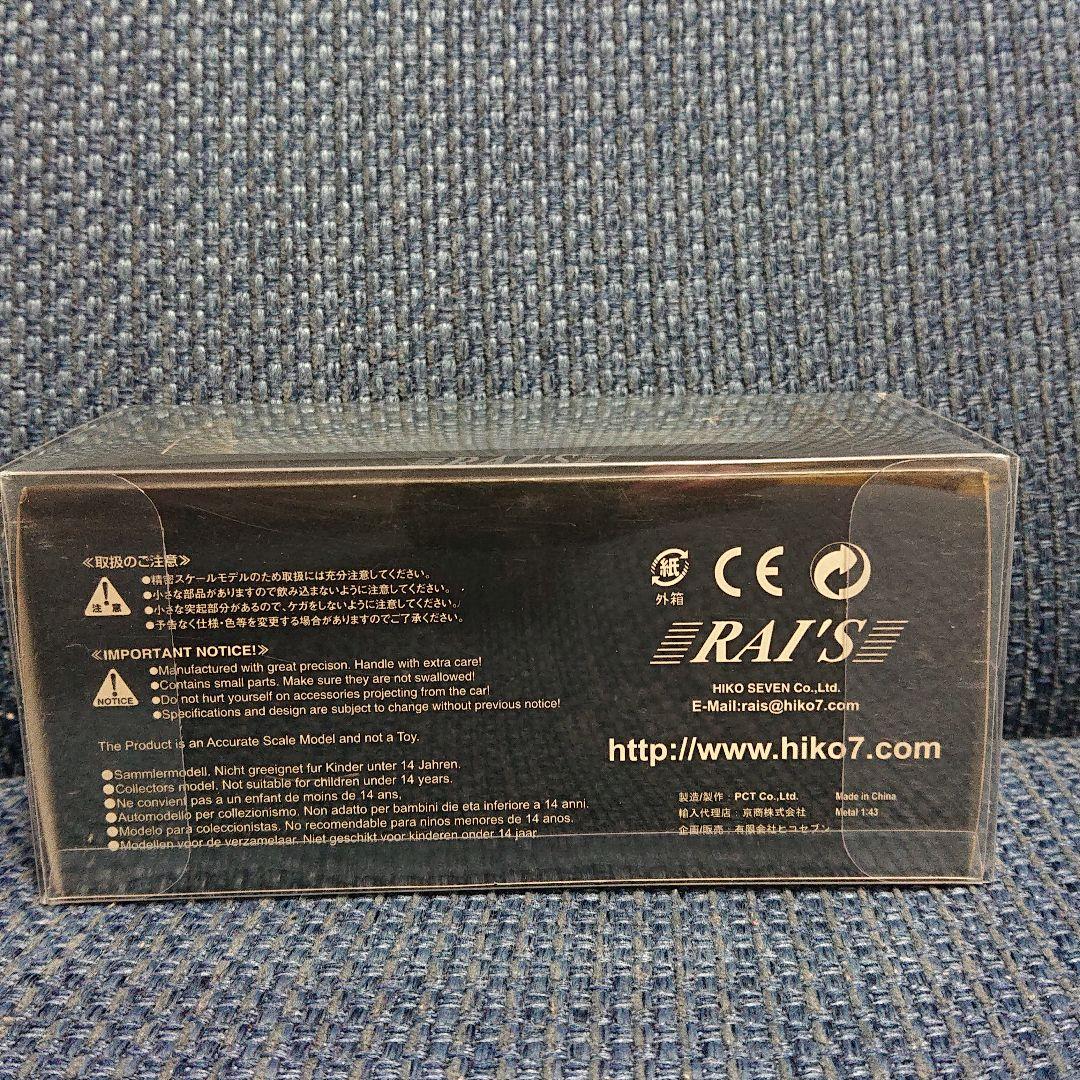 RAI'S
≪取扱のご注意≫
注意
●精密スケールモデルのため取扱には充分注意してください。
●小さな部品がありますので飲み込まないように注意してください。
●小さな突起部分があるので、ケガをしないように注意してください。
●予告なく仕様・色等を変更する場合がありますのでご了承ください。
≪IMPORTANT NOTICE!≫
NOTICE
●Manufactured with great precison. Handle with extra care!
●Contains small parts. Make sure they are not swallowed!
●Do not hurt yourself on accessories projecting from the car!
●Specifications and design are subject to change without previous notice!
The Product is an Accurate Scale Model and not a Toy.
●Sammlermodell. Nicht geeignet fur Kinder unter 14 Jahren.
●Collectors model. Not suitable for children under 14 years.
●Ne convient pas a un enfant de moins de 14 ans,
●Automodello per collezionismo. Non adatto per bambini die eta inferiore a 14 anni.
●Modelo para coleccionistas. No recomendable para ninos menores de 14 anos.
●Modellen voor de verzamelaar. Niet geschikt voor kinderen onder 14 jaar.
紙
外箱
CE
RAI'S
HIKO SEVEN Co.,Ltd.
E-Mail:rais@hiko7.com
http://www.hiko7.com
製造/製作 : PCT Co.,Ltd.
輸入代理店 : 京商株式会社
企画/販売 : 有限会社ヒコセブン
Made in China
Metal 1:43